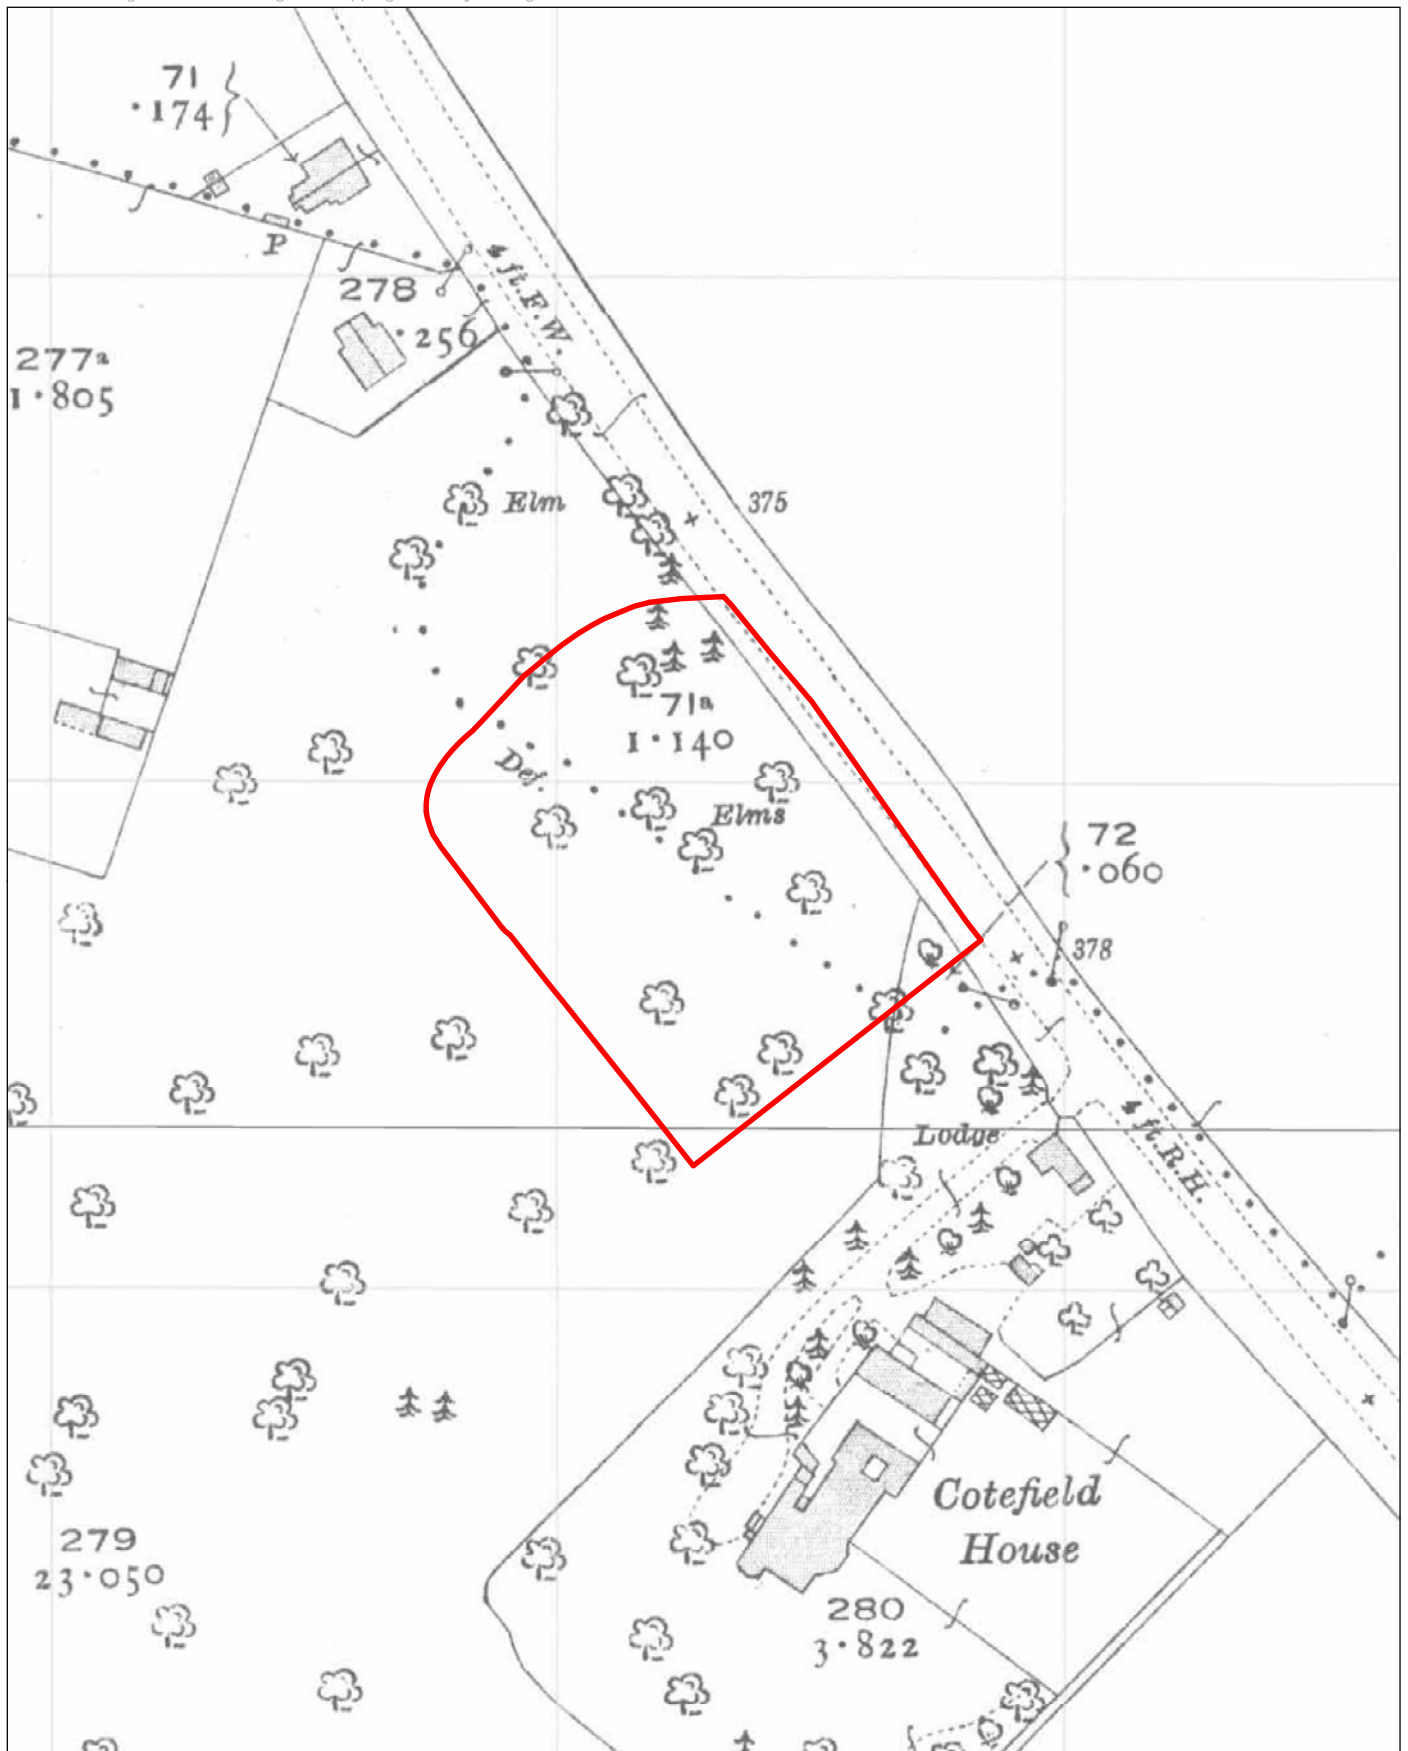 71
·174
P
4 ft. F.W.
278
·256
277a
1·805
Elm
375
71a
1·140
Def.
Elms
72
·060
378
Lodge
4 ft. R.H.
Cotefield
House
279
23·050
280
3·822